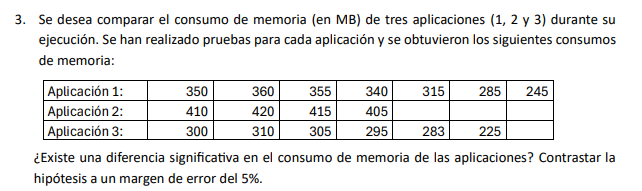 3. Se desea comparar el consumo de memoria (en MB) de tres aplicaciones (1, 2 y 3) durante su
ejecución. Se han realizado pruebas para cada aplicación y se obtuvieron los siguientes consumos
de memoria:
Aplicación 1: 350 360 355 340 315 285 245
Aplicación 2: 410 420 415 405
Aplicación 3: 300 310 305 295 283 225
¿Existe una diferencia significativa en el consumo de memoria de las aplicaciones? Contrastar la
hipótesis a un margen de error del 5%.